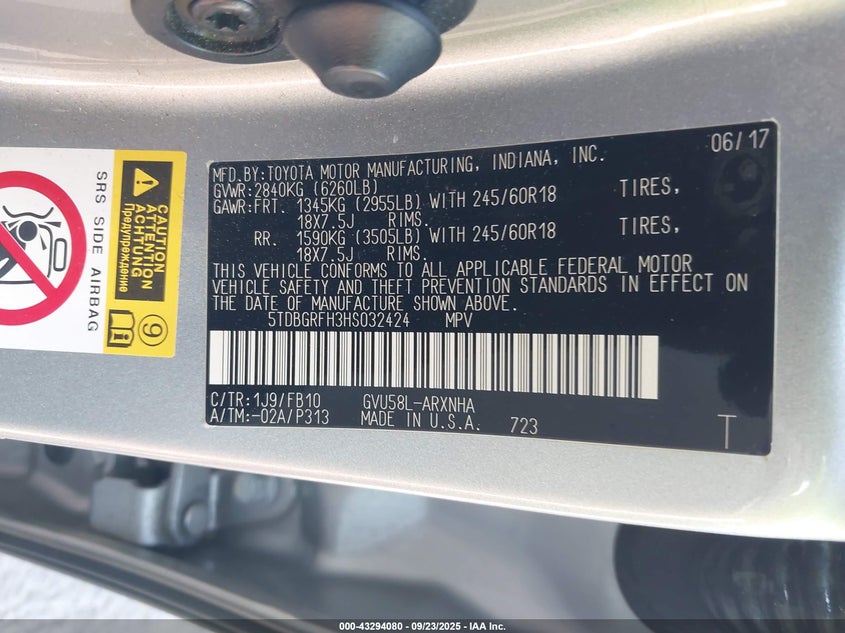 SRS SIDE AIRBAG
CAUTION
ATTENTION
ACHTUNG
Предупреждение
9
06/17
MFD.BY:TOYOTA MOTOR MANUFACTURING, INDIANA, INC.
GVWR:2840KG (6260LB)
GAWR:FRT. 1345KG (2955LB) WITH 245/60R18 TIRES,
18X7.5J RIMS.
RR. 1590KG (3505LB) WITH 245/60R18 TIRES,
18X7.5J RIMS.
THIS VEHICLE CONFORMS TO ALL APPLICABLE FEDERAL MOTOR
VEHICLE SAFETY AND THEFT PREVENTION STANDARDS IN EFFECT ON
THE DATE OF MANUFACTURE SHOWN ABOVE.
5TDBGRFH3HS032424 MPV
C/TR:1J9/FB10 GVU58L-ARXNHA
A/TM:-02A/P313 MADE IN U.S.A. 723
T
000-43294080 - 09/23/2025 - IAA Inc.